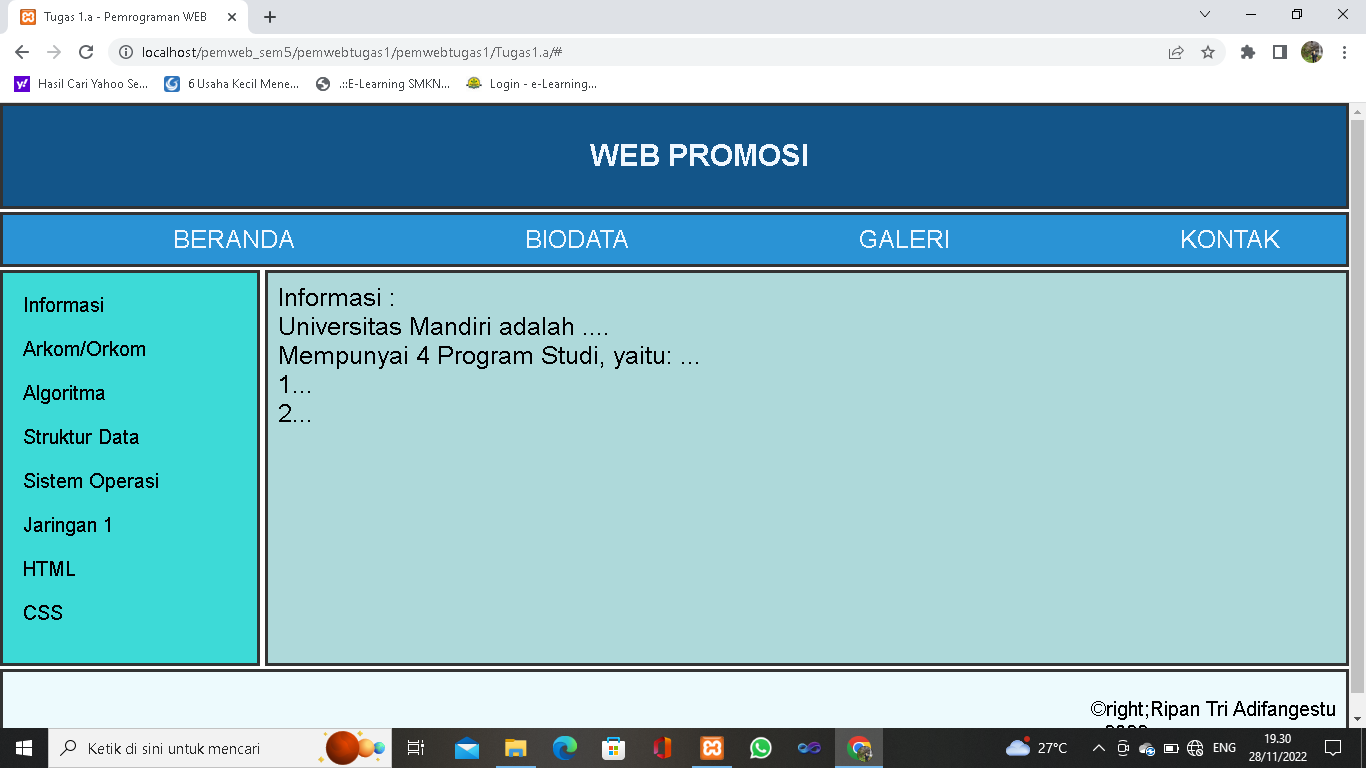 Tugas 1.a - Pemrograman WEB
localhost/pemweb_sem5/pemwebtugas1/pemwebtugas1/Tugas1.a/#
Hasil Cari Yahoo Se... 6 Usaha Kecil Mene... .::E-Learning SMKN... Login - e-Learning...
WEB PROMOSI
BERANDA BIODATA GALERI KONTAK
Informasi
Arkom/Orkom
Algoritma
Struktur Data
Sistem Operasi
Jaringan 1
HTML
CSS
Informasi :
Universitas Mandiri adalah ....
Mempunyai 4 Program Studi, yaitu: ...
1...
2...
©right;Ripan Tri Adifangestu
Ketik di sini untuk mencari
27°C
ENG
19.30
28/11/2022